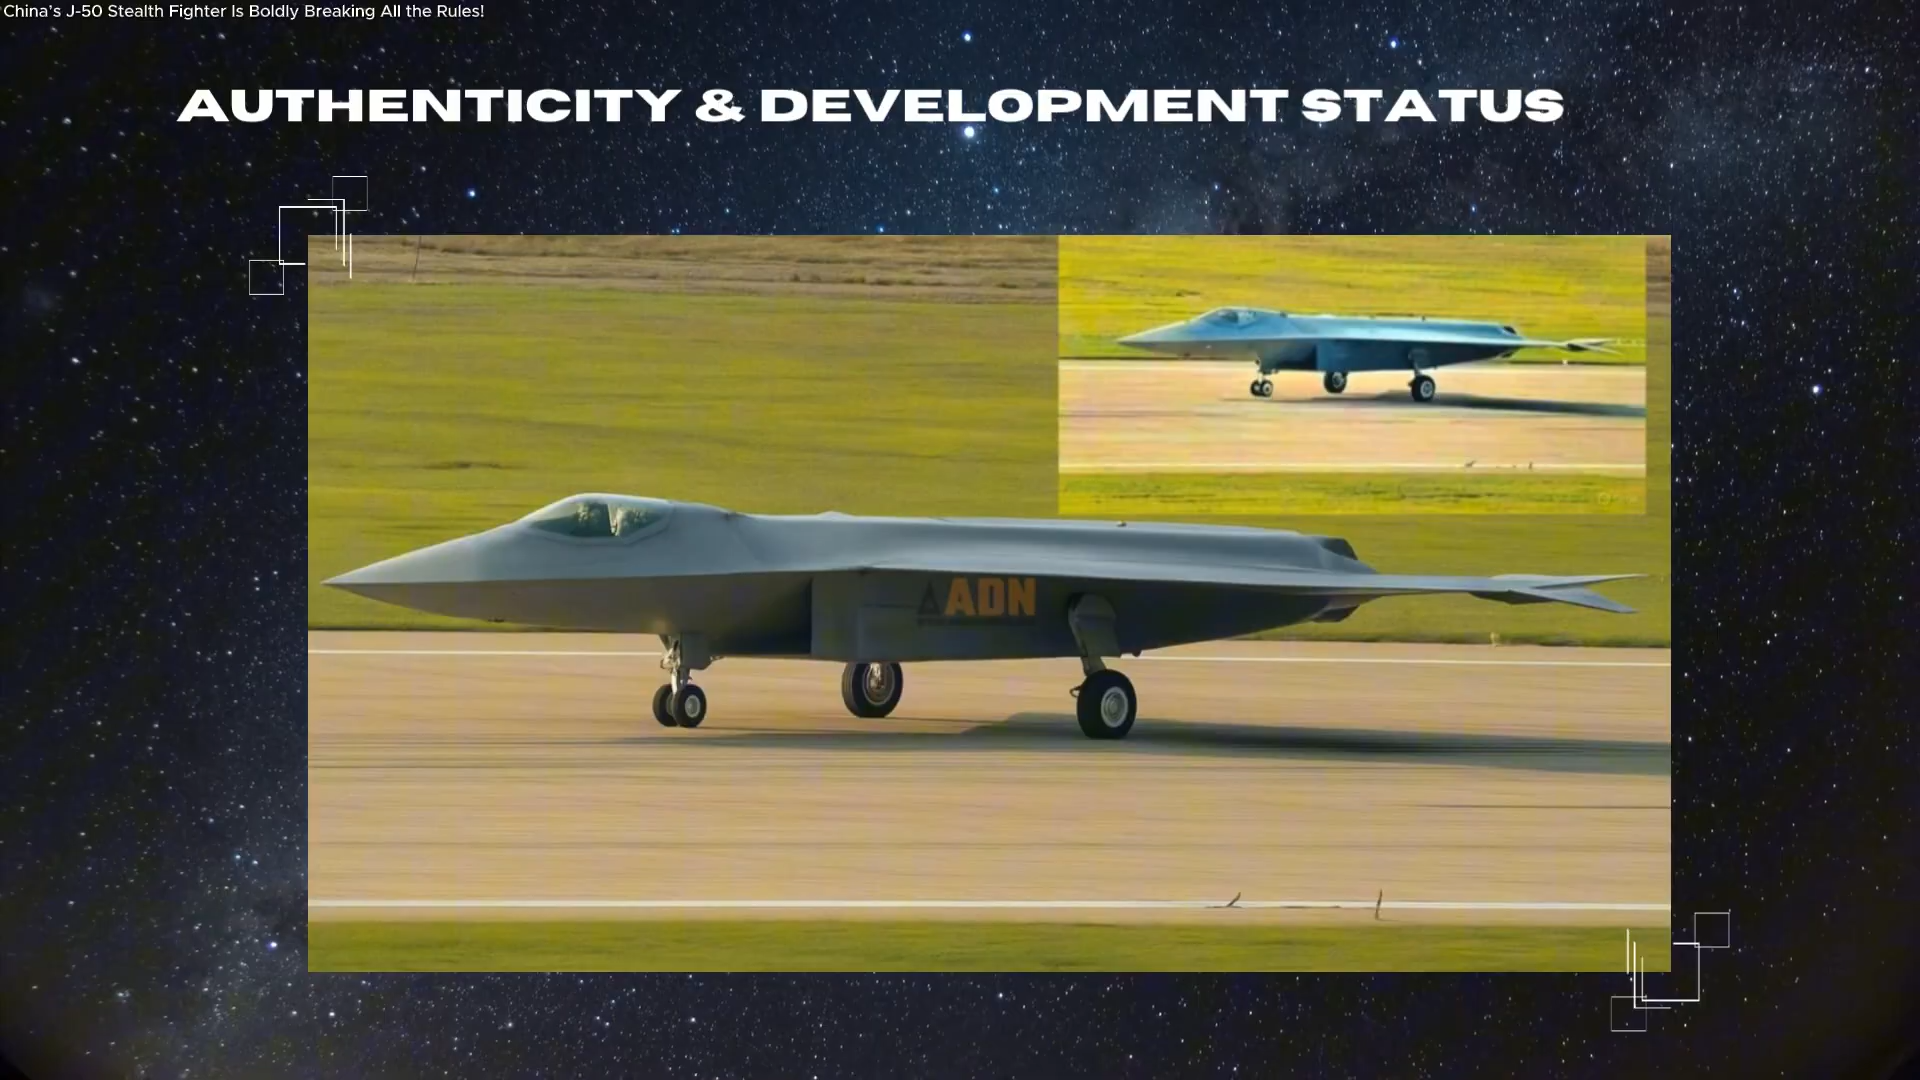 China's J-50 Stealth Fighter Is Boldly Breaking All the Rules!
AUTHENTICITY & DEVELOPMENT STATUS
ADN